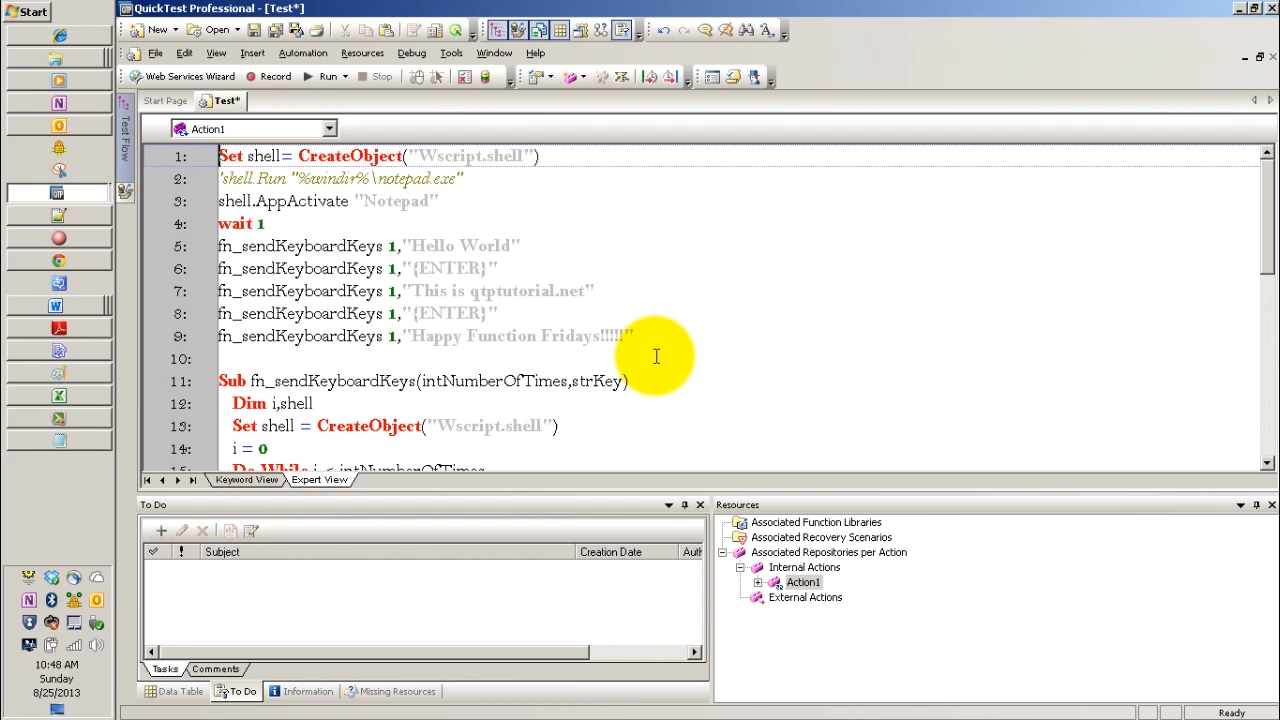 Start
QuickTest Professional - [Test*]
New
Open
File Edit View Insert Automation Resources Debug Tools Window Help
Web Services Wizard Record Run Stop
Start Page Test*
Test Flow
Action1
1: Set shell= CreateObject("Wscript.shell")
2: 'shell.Run "%windir%\notepad.exe"
3: shell.AppActivate "Notepad"
4: wait 1
5: fn_sendKeyboardKeys 1,"Hello World"
6: fn_sendKeyboardKeys 1,"{ENTER}"
7: fn_sendKeyboardKeys 1,"This is qtptutorial.net"
8: fn_sendKeyboardKeys 1,"{ENTER}"
9: fn_sendKeyboardKeys 1,"Happy Function Fridays!!!!!"
10:
11: Sub fn_sendKeyboardKeys(intNumberOfTimes,strKey)
12: Dim i,shell
13: Set shell = CreateObject("Wscript.shell")
14: i = 0
15: Do While i < intNumberOfTimes
Keyword View Expert View
To Do
Subject Creation Date Auth
Tasks Comments
Data Table To Do Information Missing Resources
Resources
Associated Function Libraries
Associated Recovery Scenarios
Associated Repositories per Action
Internal Actions
Action1
External Actions
10:48 AM
Sunday
8/25/2013
Ready